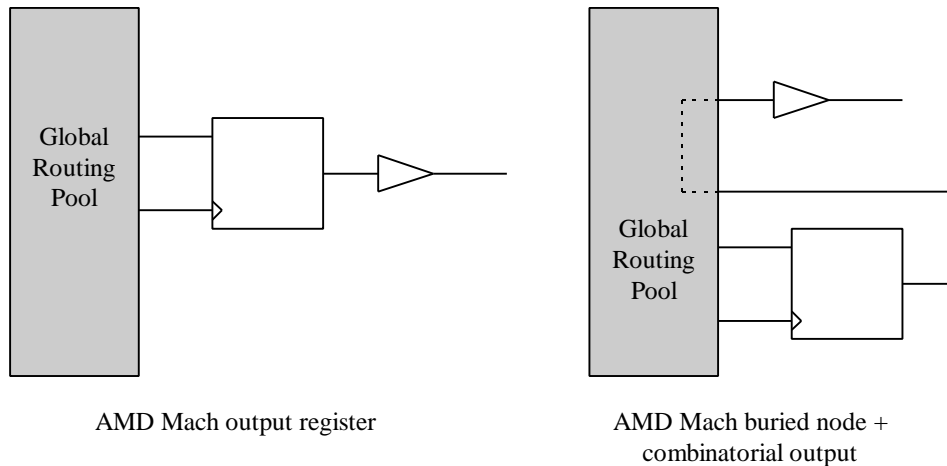 Global
Routing
Pool
Global
Routing
Pool
AMD Mach output register
AMD Mach buried node +
combinatorial output